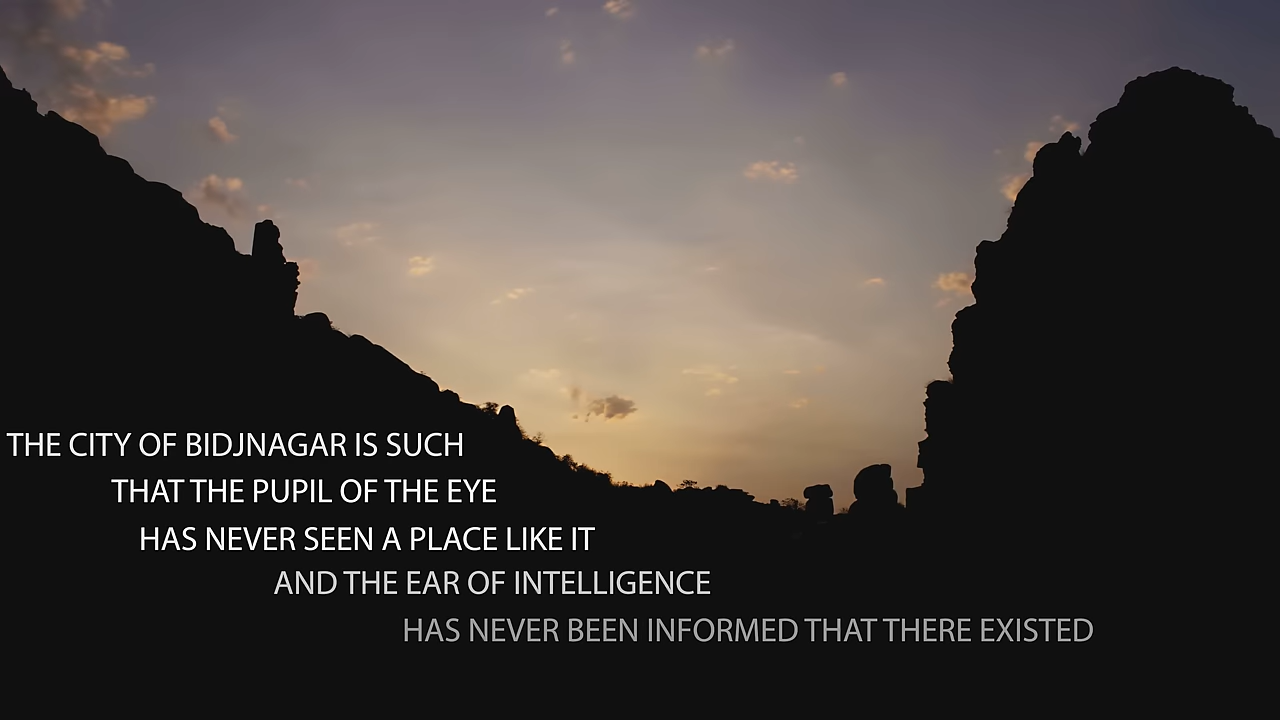 THE CITY OF BIDJNAGAR IS SUCH
THAT THE PUPIL OF THE EYE
HAS NEVER SEEN A PLACE LIKE IT
AND THE EAR OF INTELLIGENCE
HAS NEVER BEEN INFORMED THAT THERE EXISTED